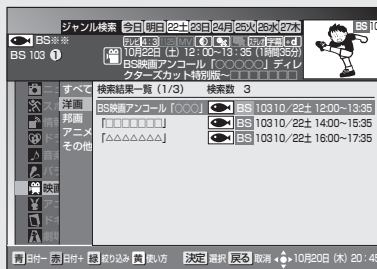 ジャンル検索 今日 明日 22土 23日 24月 25火 26水 27木
BS※※
BS 103 ❶
10月22日(土) 12:00~13:35 (1時間35分)
BS映画アンコール「○○○○○」ディレ
クターズカット特別版~□□□□□□□
すべて 検索結果一覧 (1/3) 検索数 3
洋画 BS映画アンコール「○○○」 BS 103 10/22土 12:00~13:35
邦画 「□□□□□□□」 BS 103 10/22土 14:00~15:35
アニメ 「△△△△△△△」 BS 103 10/22土 16:00~17:35
その他
映画
青 日付− 赤 日付+ 緑 絞り込み 黄 使い方 決定 選択 戻る 取消 10月20日 (木) 20:45